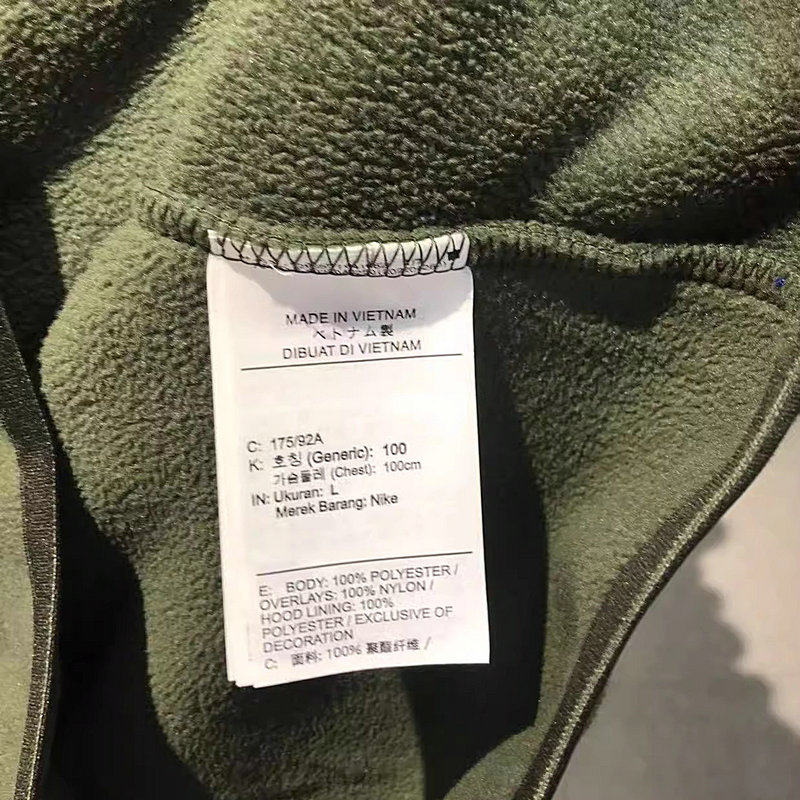 MADE IN VIETNAM
ベトナム製
DIBUAT DI VIETNAM
C: 175/92A
K: 호칭 (Generic): 100
가슴둘레 (Chest): 100cm
IN: Ukuran: L
Merek Barang: Nike
E: BODY: 100% POLYESTER /
OVERLAYS: 100% NYLON /
HOOD LINING: 100%
POLYESTER / EXCLUSIVE OF
DECORATION
C: 面料: 100% 聚酯纤维 /